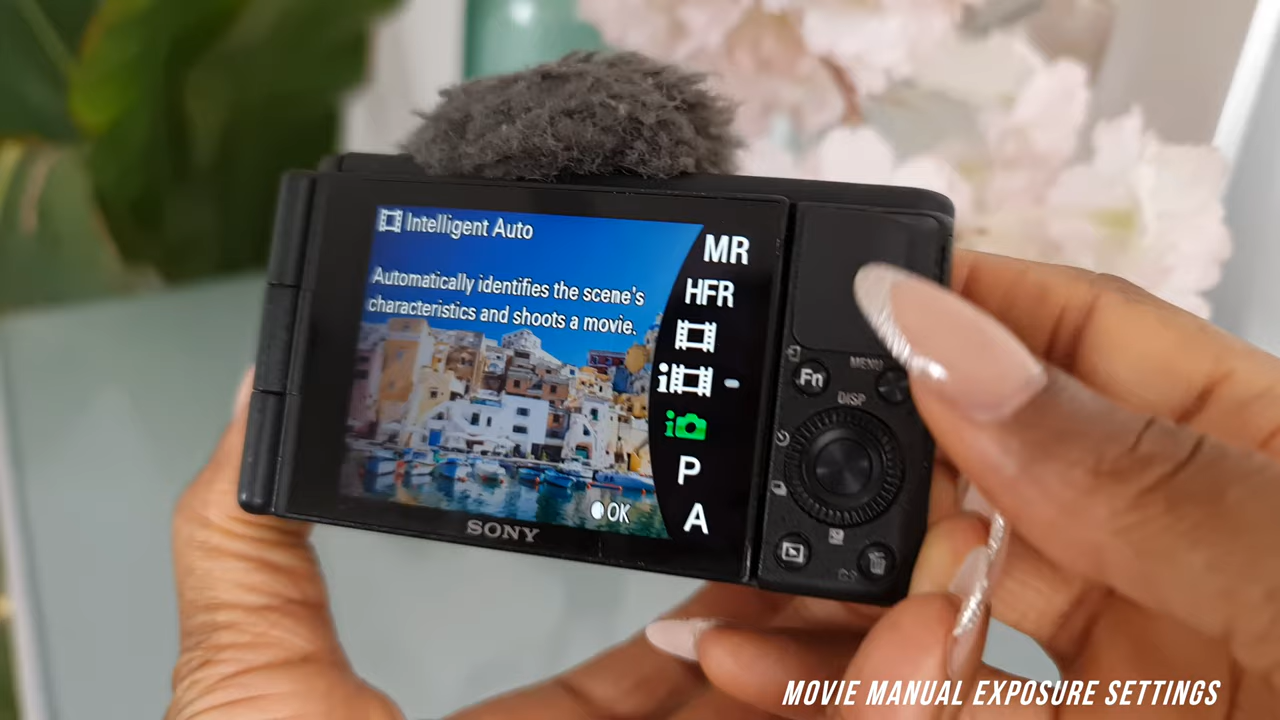 Intelligent Auto
Automatically identifies the scene's
characteristics and shoots a movie.
OK
MR
HFR
i
i
P
A
SONY
MENU
Fn
DISP
MOVIE MANUAL EXPOSURE SETTINGS